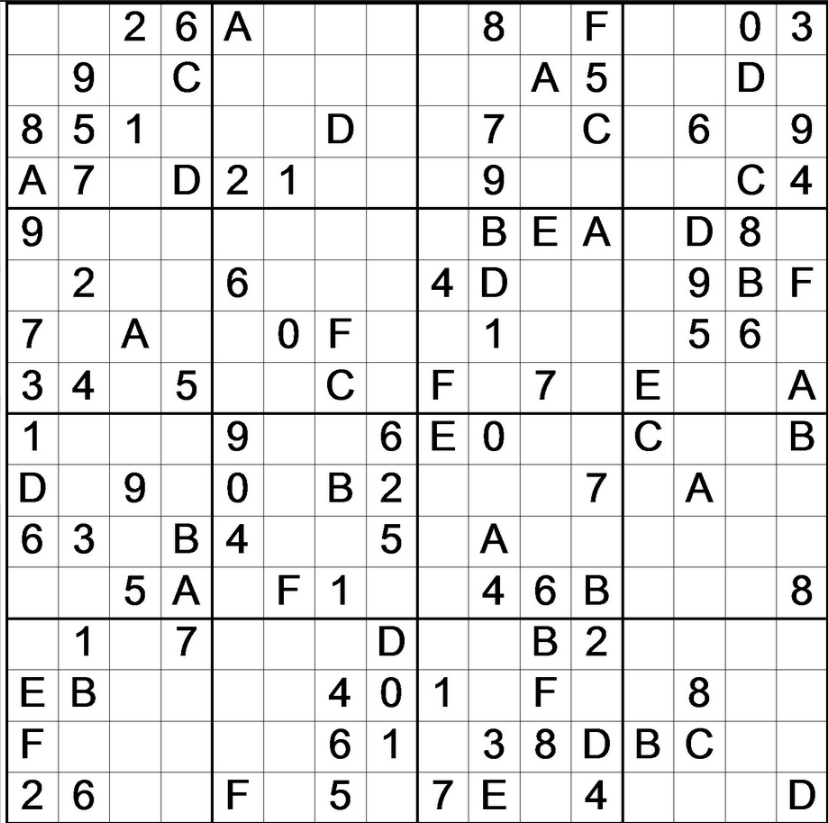 2 6 A 8 F 0 3
9 C A 5 D
8 5 1 D 7 C 6 9
A 7 D 2 1 9 C 4
9 B E A D 8
2 6 4 D 9 B F
7 A 0 F 1 5 6
3 4 5 C F 7 E A
1 9 6 E 0 C B
D 9 0 B 2 7 A
6 3 B 4 5 A
5 A F 1 4 6 B 8
1 7 D B 2
E B 4 0 1 F 8
F 6 1 3 8 D B C
2 6 F 5 7 E 4 D